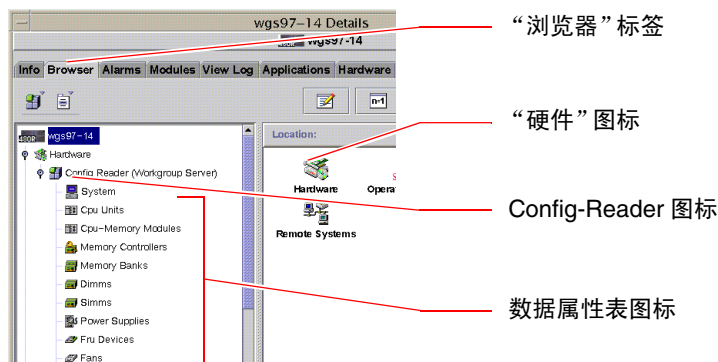 wgs97-14 Details
480R wgs97-14
Info Browser Alarms Modules View Log Applications Hardware
n-1
480R wgs97-14
Hardware
Config Reader (Workgroup Server)
System
Cpu Units
Cpu-Memory Modules
Memory Controllers
Memory Banks
Dimms
Simms
Power Supplies
Fru Devices
Fans
Location:
Hardware
Opera
Remote Systems
“浏览器”标签
“硬件”图标
Config-Reader 图标
数据属性表图标